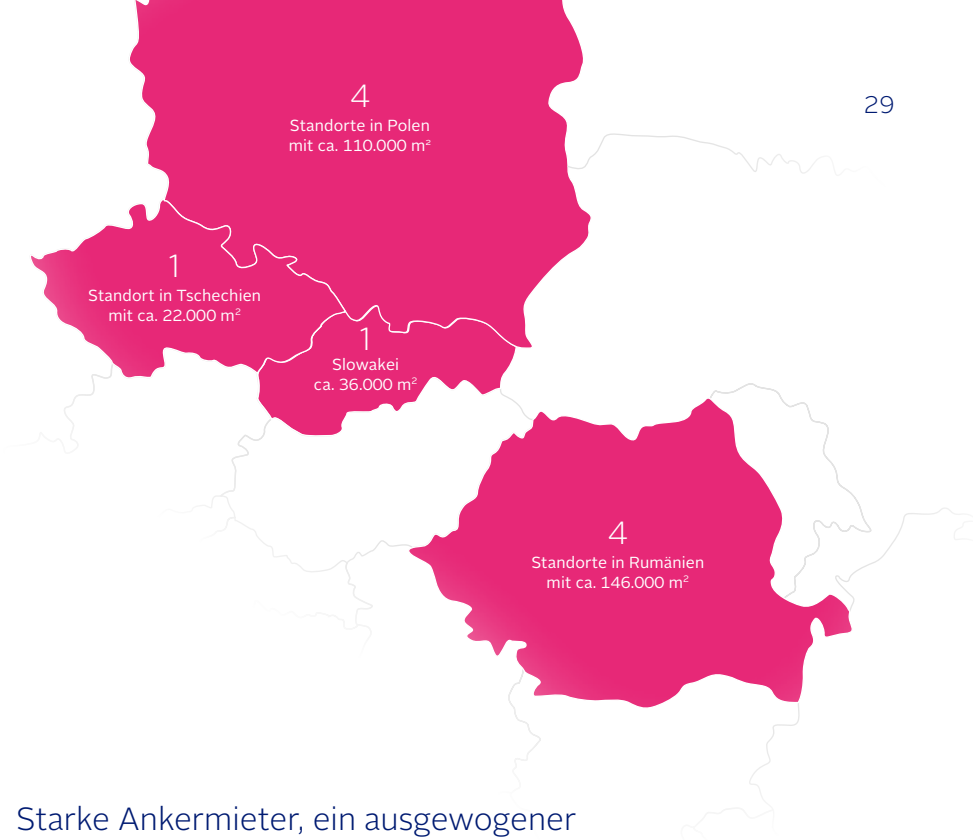 4
Standorte in Polen
mit ca. 110.000 m²
29
1
Standort in Tschechien
mit ca. 22.000 m²
1
Slowakei
ca. 36.000 m²
4
Standorte in Rumänien
mit ca. 146.000 m²
Starke Ankermieter, ein ausgewogener